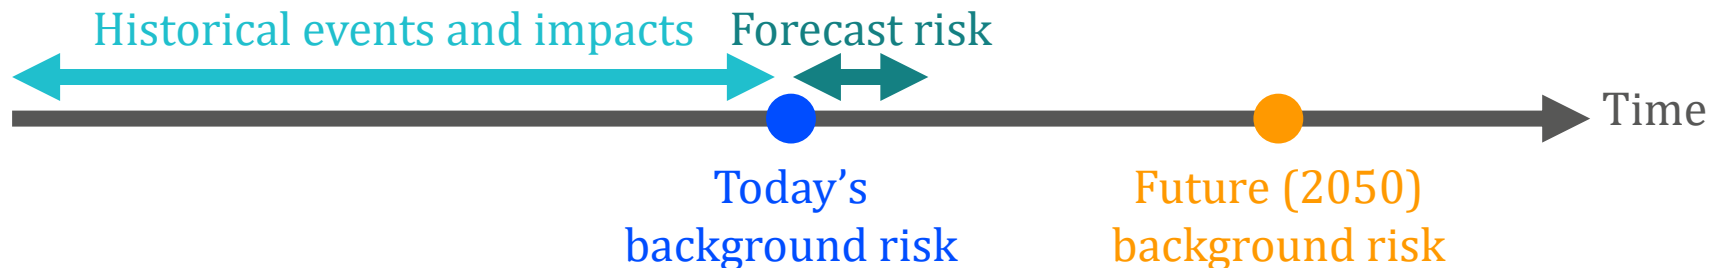 Historical events and impacts
Forecast risk
Time
Today’s
background risk
Future (2050)
background risk